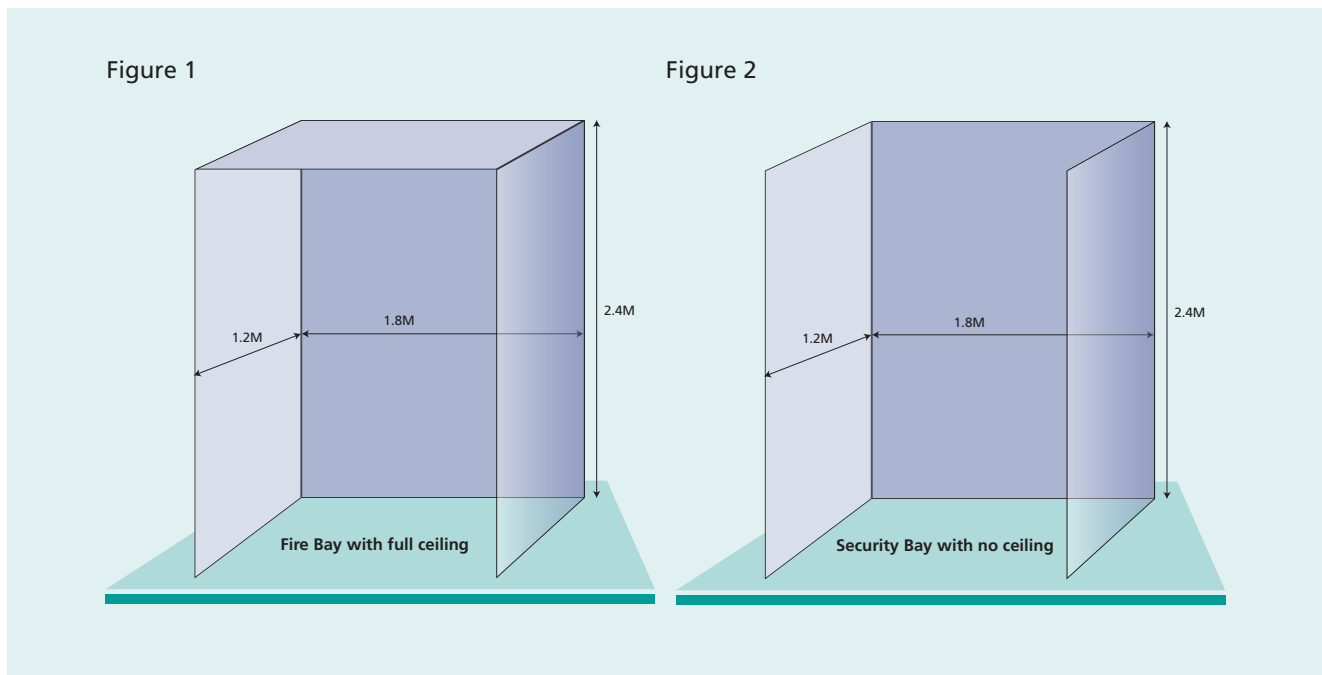 Figure 1
1.2M
1.8M
2.4M
Fire Bay with full ceiling
Figure 2
1.2M
1.8M
2.4M
Security Bay with no ceiling